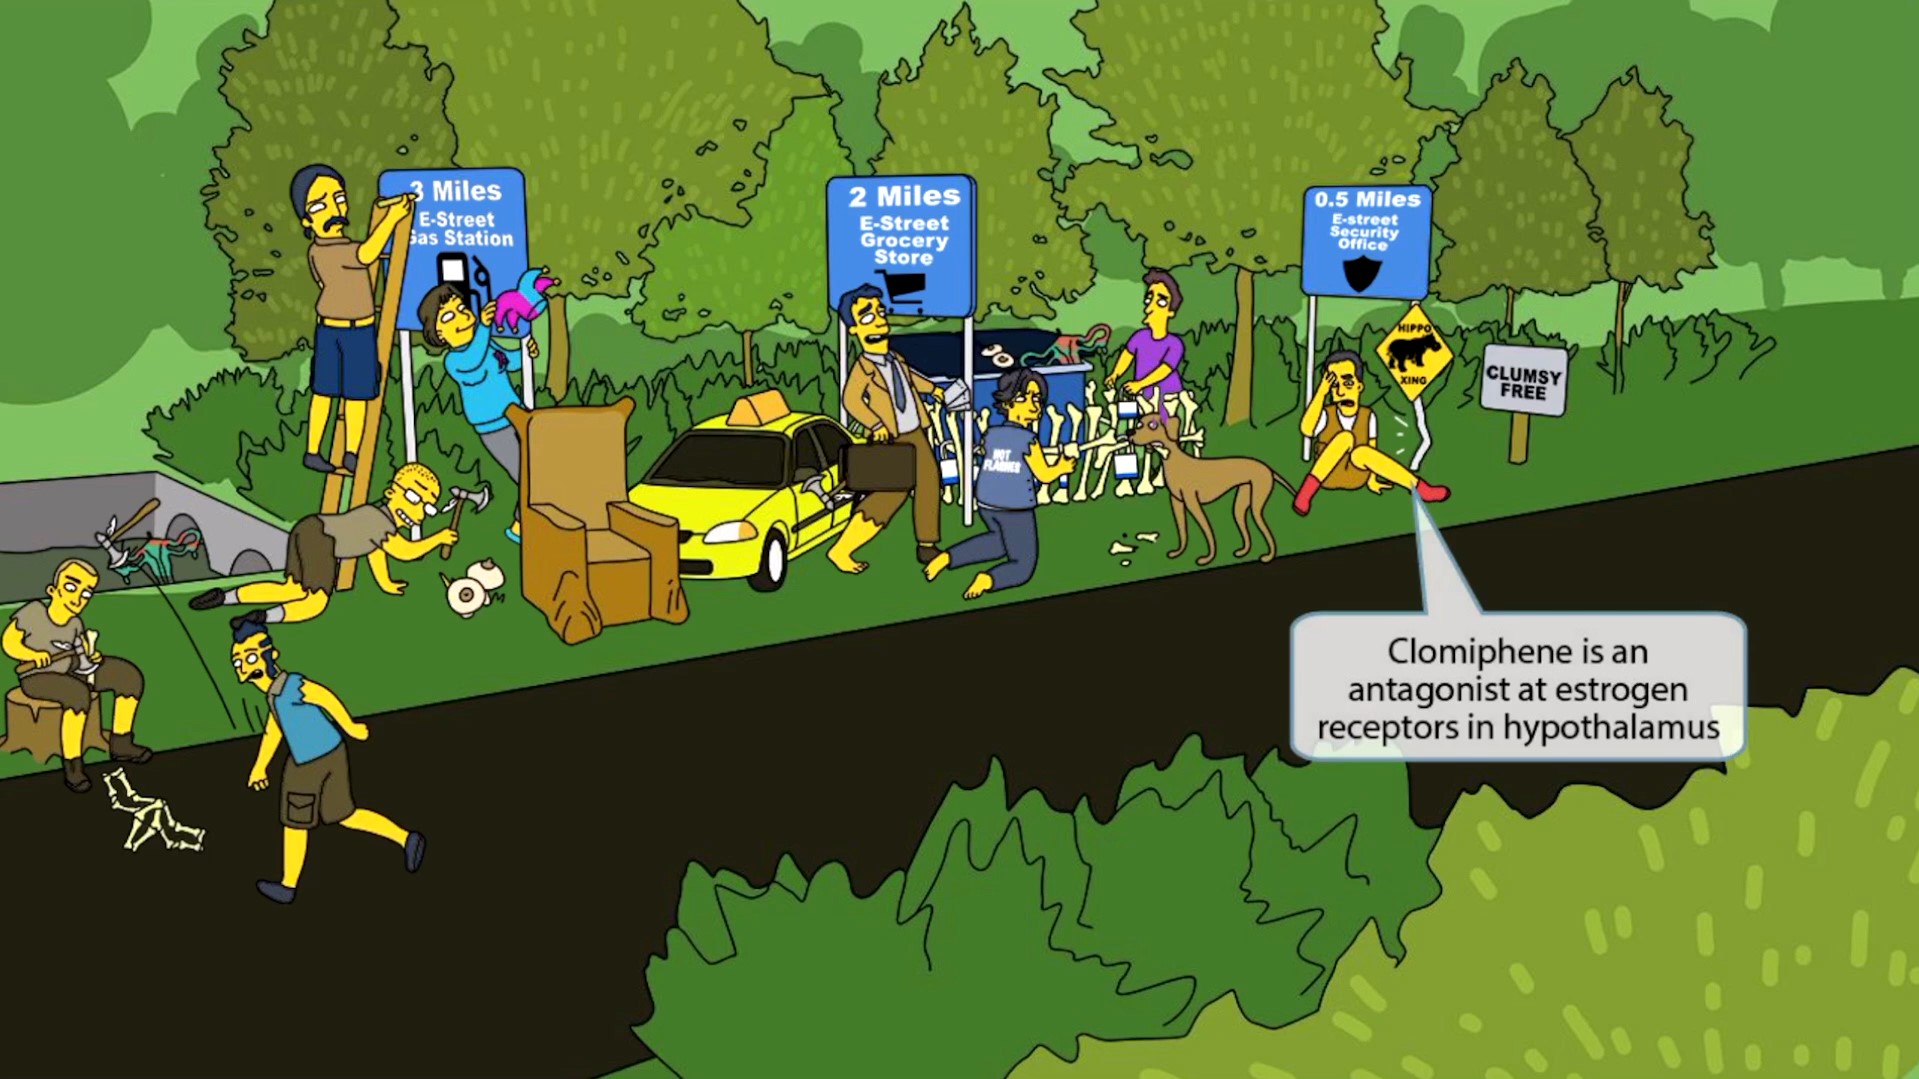 3 Miles
E-Street
Gas Station
2 Miles
E-Street
Grocery
Store
0.5 Miles
E-street
Security
Office
HIPPO
XING
CLUMSY
FREE
HOT
FLASHES
Clomiphene is an
antagonist at estrogen
receptors in hypothalamus